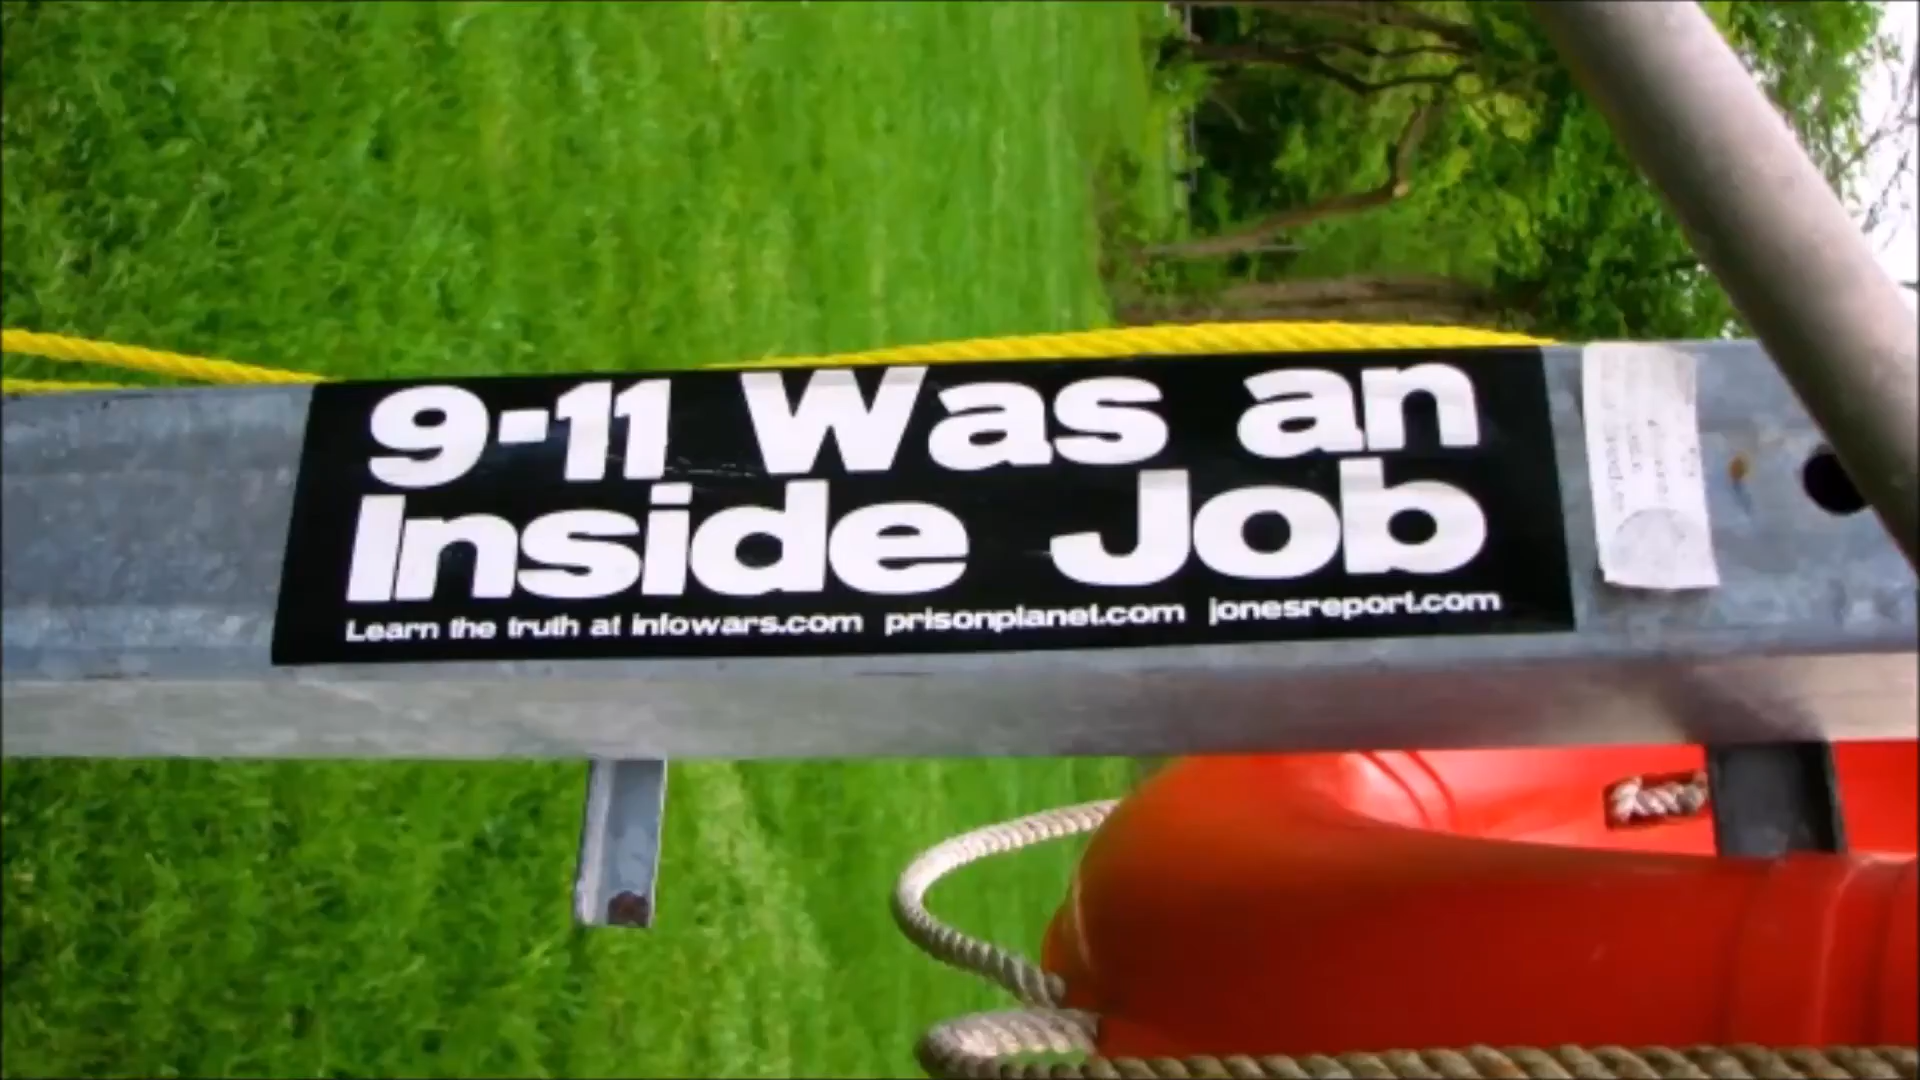 9-11 Was an
Inside Job
Learn the truth at infowars.com prisonplanet.com jonesreport.com